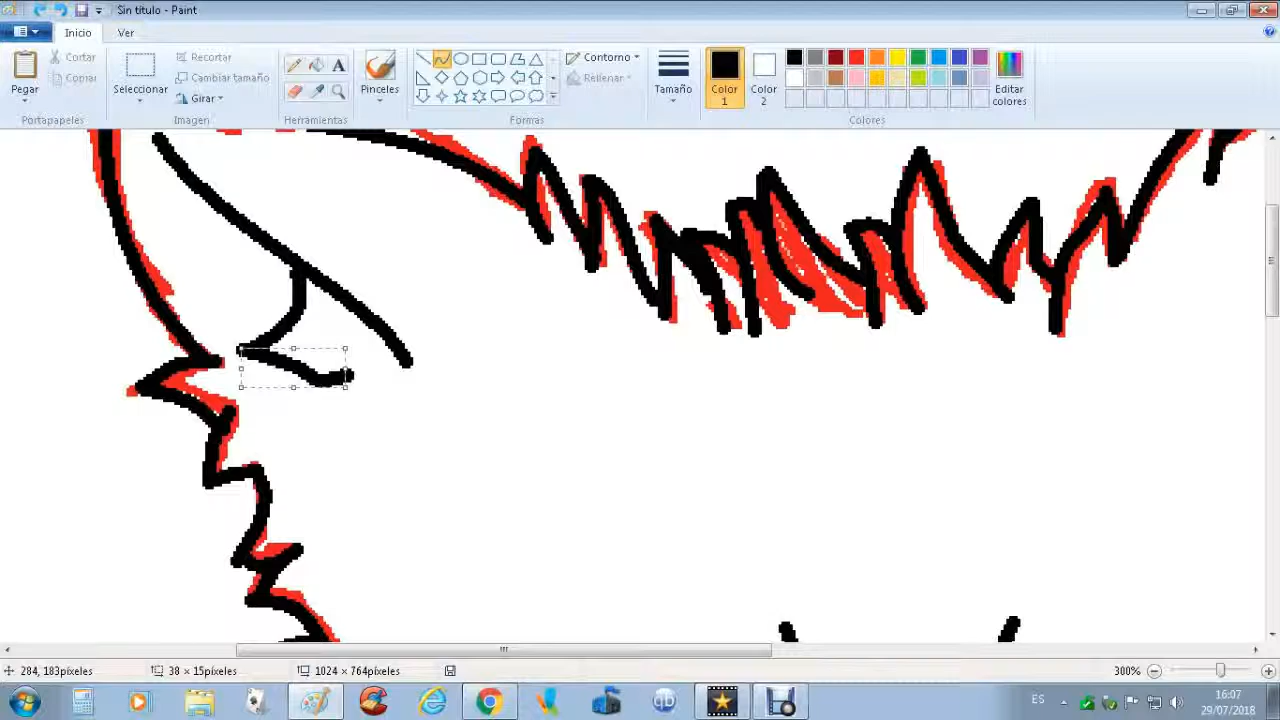 Sin título - Paint
Inicio
Ver
Pegar
Cortar
Copiar
Portapapeles
Seleccionar
Recortar
Cambiar tamaño
Girar
Imagen
A
Herramientas
Pinceles
Contorno
Rellenar
Formas
Tamaño
Color
1
Color
2
Editar
colores
Colores
284, 183píxeles
38 × 15píxeles
1024 × 764píxeles
300%
ES
16:07
29/07/2018